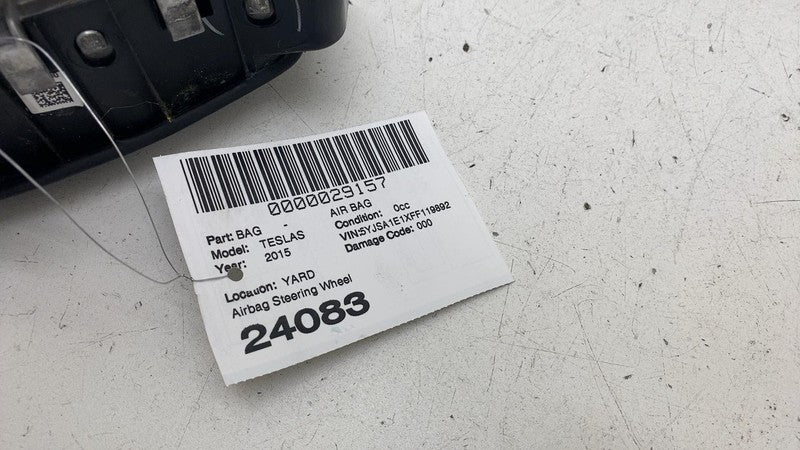 0000029157
Part: BAG - AIR BAG
Model: TESLAS Condition: 0cc
Year: 2015 VIN:5YJSA1E1XFF119892
Damage Code: 000
Location: YARD
Airbag Steering Wheel
24083